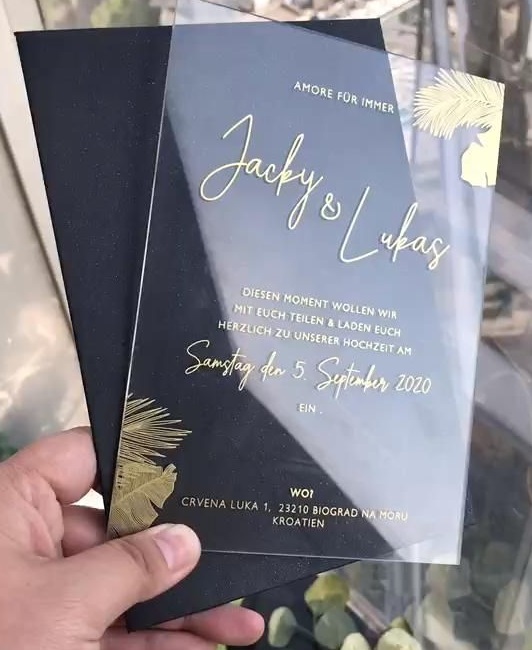 AMORE FÜR IMMER
Jacky
&
Lukas
DIESEN MOMENT WOLLEN WIR
MIT EUCH TEILEN & LADEN EUCH
HERZLICH ZU UNSERER HOCHZEIT AM
Samstag den 5. September 2020
EIN.
WO?
CRVENA LUKA 1, 23210 BIOGRAD NA MORU
KROATIEN